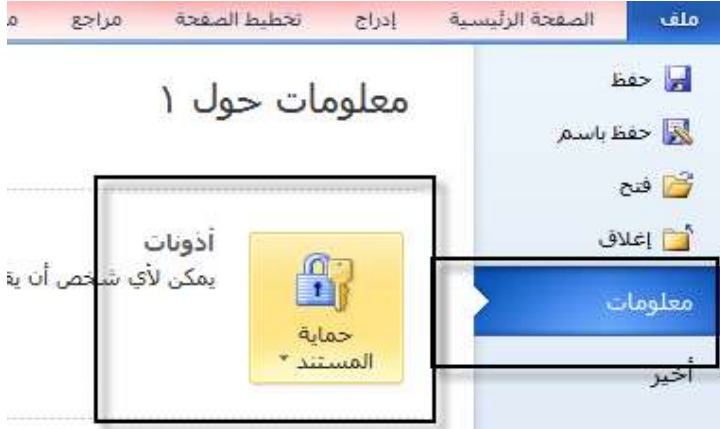 ملف الصفحة الرئيسية إدراج تخطيط الصفحة مراجع
حفظ
حفظ باسم
فتح
إغلاق
معلومات
أخير
معلومات حول ١
أذونات
يمكن لأي شخص أن
حماية
المستند